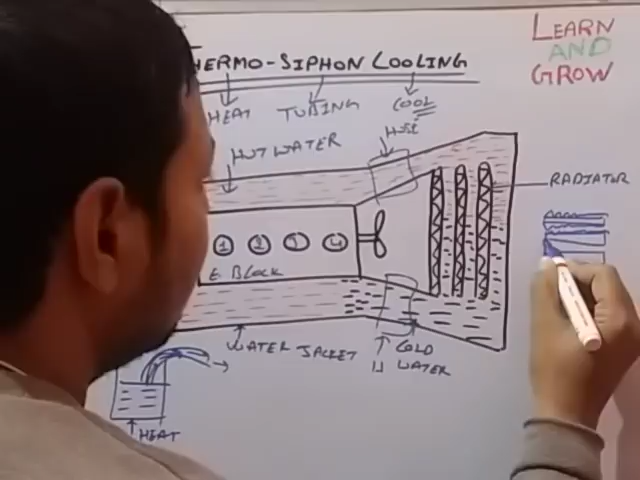 THERMO-SIPHON COOLING
LEARN
AND
GROW
HEAT TUBING COOL
HOSE
HOT WATER
RADIATOR
1 2 3 4
E. BLOCK
WATER JACKET
COLD
WATER
HEAT